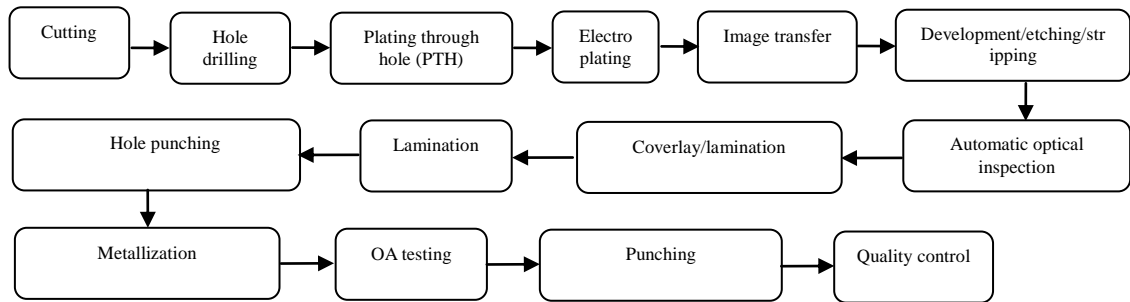 Cutting
Hole
drilling
Plating through
hole (PTH)
Electro
plating
Image transfer
Development/etching/str
ipping
Automatic optical
inspection
Coverlay/lamination
Lamination
Hole punching
Metallization
OA testing
Punching
Quality control